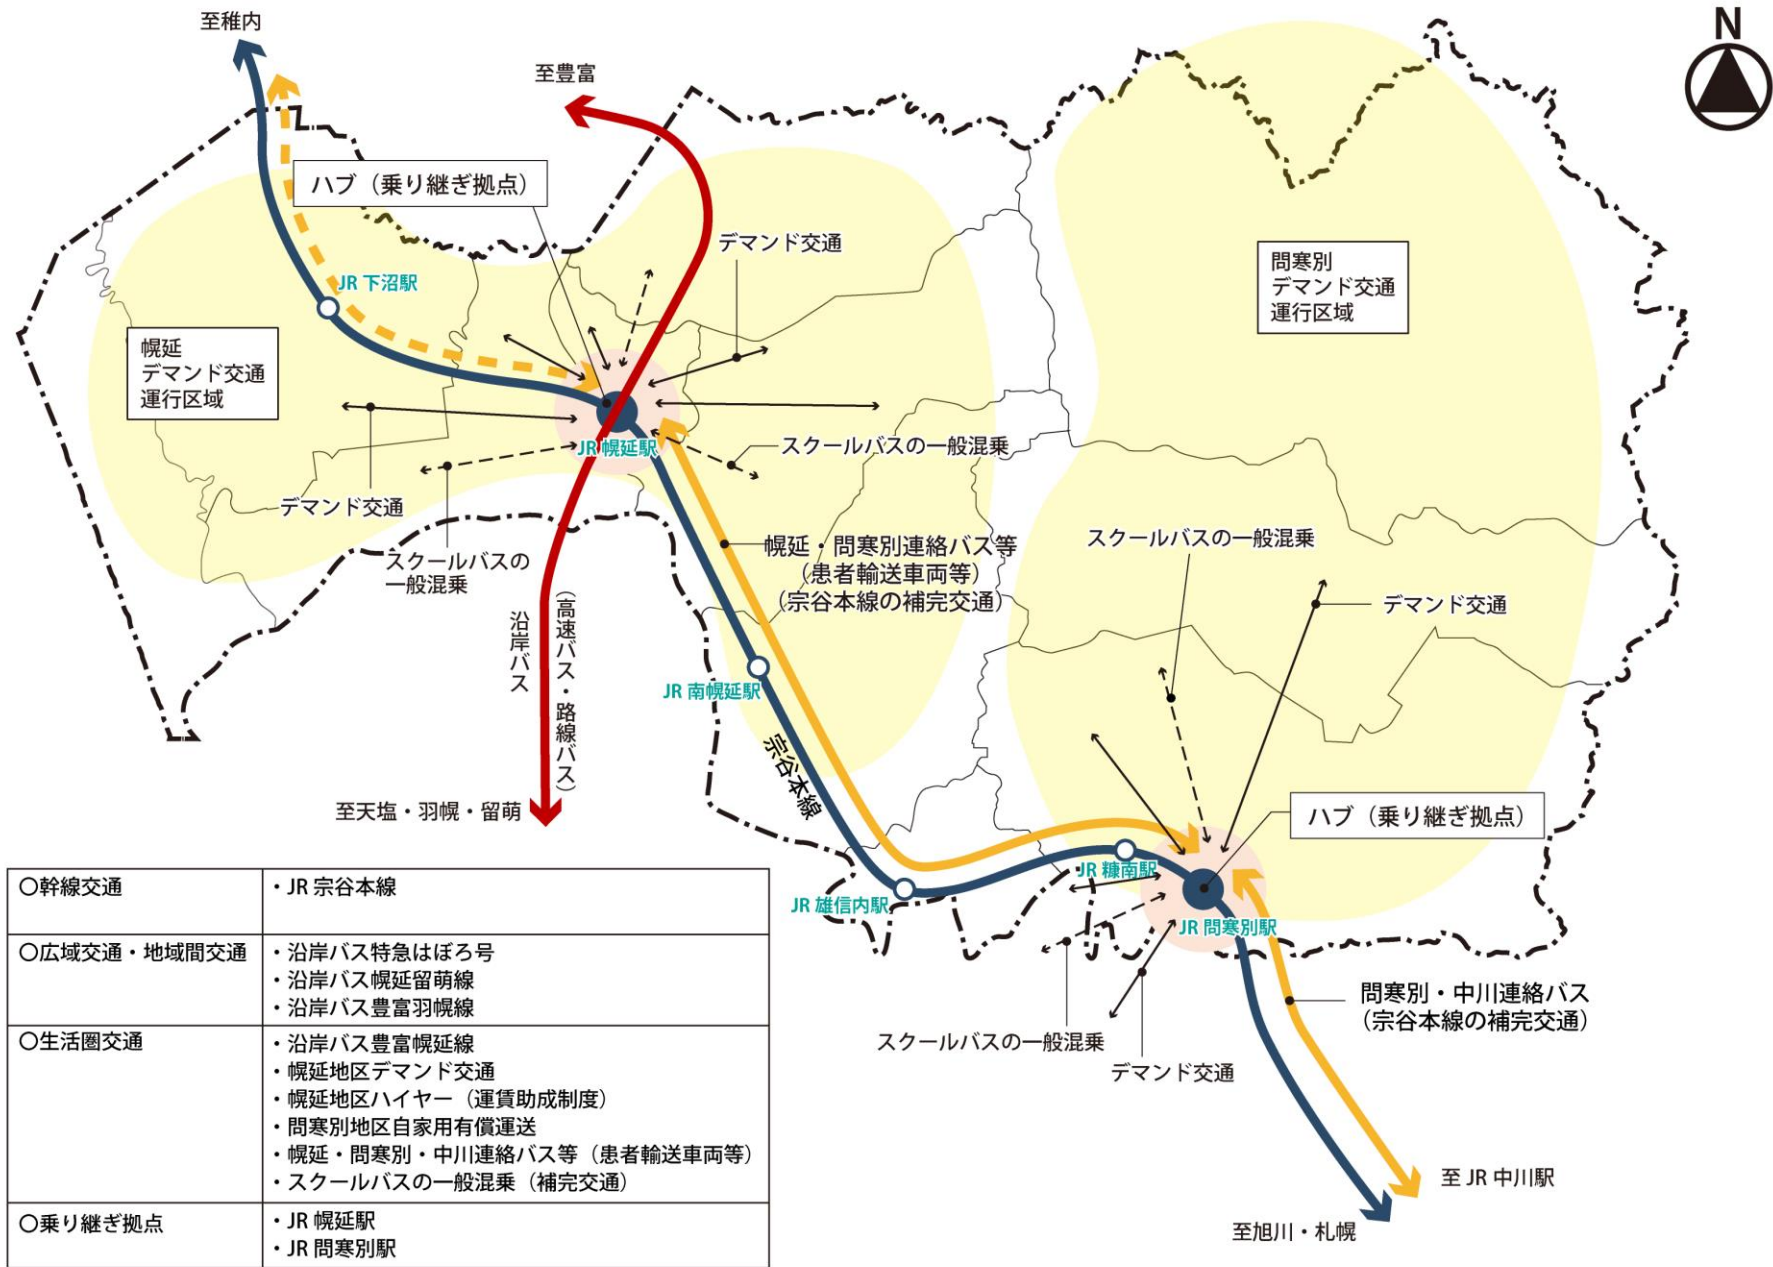 至稚内
至豊富
N
ハブ（乗り継ぎ拠点）
デマンド交通
JR 下沼駅
問寒別
デマンド交通
運行区域
幌延
デマンド交通
運行区域
JR 幌延駅
スクールバスの一般混乗
デマンド交通
スクールバスの
一般混乗
幌延・問寒別連絡バス等
（患者輸送車両等）
（宗谷本線の補完交通）
スクールバスの一般混乗
デマンド交通
沿岸バス
（高速バス・路線バス）
JR 南幌延駅
宗谷本線
至天塩・羽幌・留萌
ハブ（乗り継ぎ拠点）
JR 糠南駅
JR 雄信内駅
JR 問寒別駅
問寒別・中川連絡バス
（宗谷本線の補完交通）
スクールバスの一般混乗
デマンド交通
至 JR 中川駅
至旭川・札幌
〇幹線交通
・JR 宗谷本線
〇広域交通・地域間交通
・沿岸バス特急はぼろ号
・沿岸バス幌延留萌線
・沿岸バス豊富羽幌線
〇生活圏交通
・沿岸バス豊富幌延線
・幌延地区デマンド交通
・幌延地区ハイヤー（運賃助成制度）
・問寒別地区自家用有償運送
・幌延・問寒別・中川連絡バス等（患者輸送車両等）
・スクールバスの一般混乗（補完交通）
〇乗り継ぎ拠点
・JR 幌延駅
・JR 問寒別駅